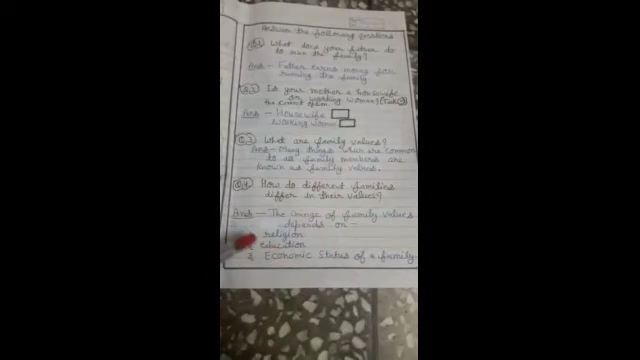 Answer the following questions
Q.1 What does your father do
to run the family?
Ans - Father earns money for
running the family.
Q.2 Is your mother a housewife
or working woman? (Tick
the correct option.
Ans - Housewife
Working woman
Q.3 What are family values?
Ans - Many things which are common
to all family members are
known as family values.
Q.4 How do different families
differ in their values?
Ans - The change of family values
depends on -
religion
education
3. Economic Status of a family.